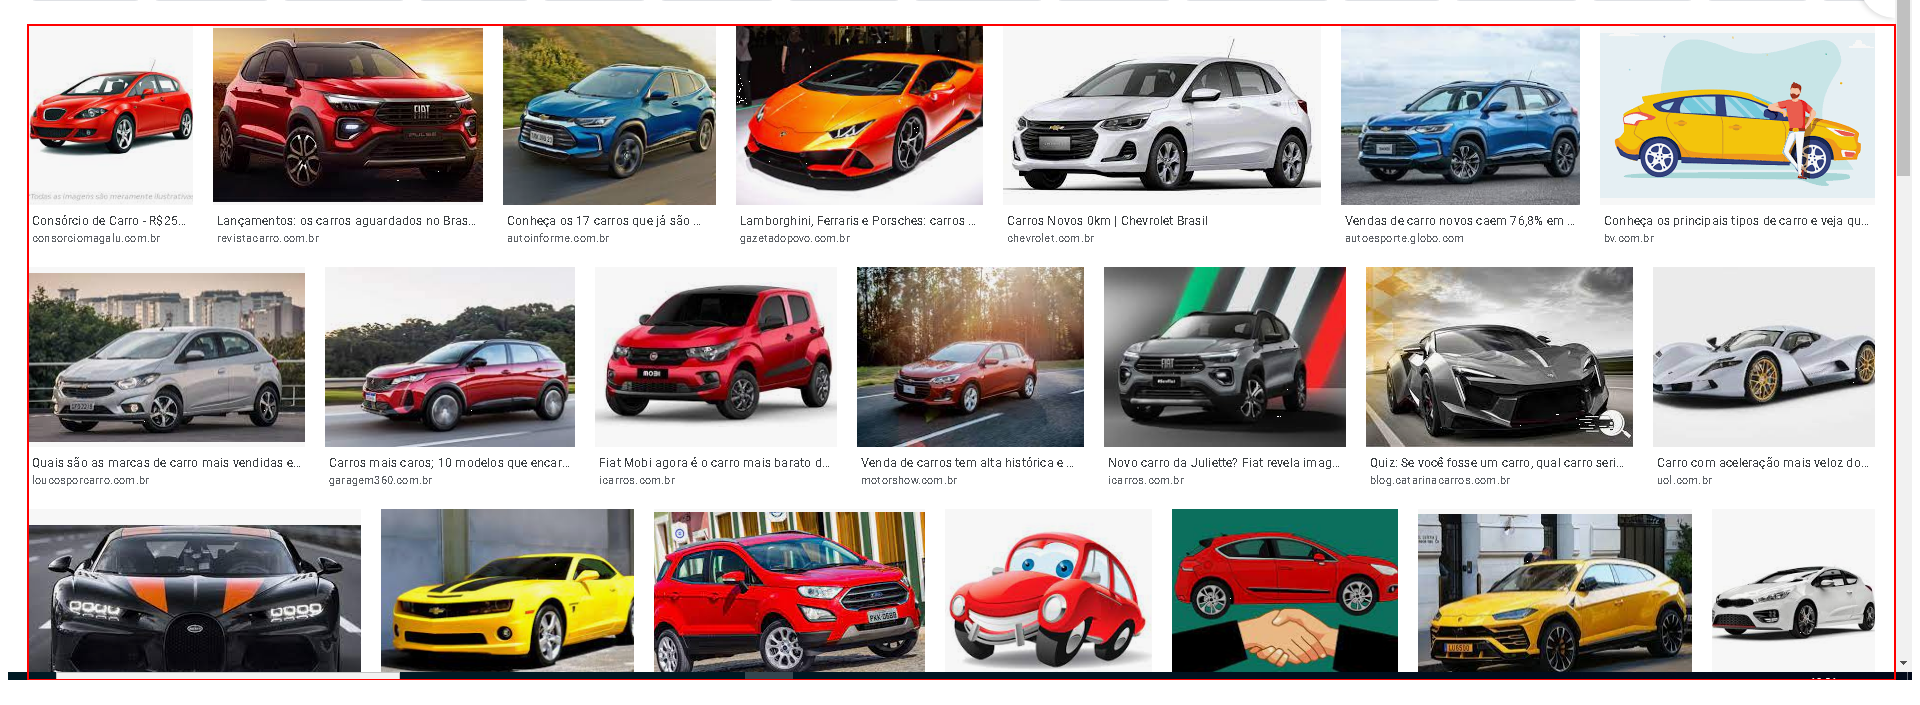 FIAT
PULSE
*Todas as imagem são meramente ilustrativas
Consórcio de Carro - R$ 25...
consorciomagalu.com.br
Lançamentos: os carros aguardados no Bras...
revistacarro.com.br
Conheça os 17 carros que já são ...
autoinforme.com.br
Lamborghini, Ferraris e Porsches: carros ...
gazetadopovo.com.br
Carros Novos 0km | Chevrolet Brasil
chevrolet.com.br
Vendas de carro novos caem 76,8% em ...
autoesporte.globo.com
Conheça os principais tipos de carro e veja qu...
bv.com.br
MOBI
FIAT
Quais são as marcas de carro mais vendidas e...
loucosporcarro.com.br
Carros mais caros; 10 modelos que encar...
garagem360.com.br
Fiat Mobi agora é o carro mais barato d...
icarros.com.br
Venda de carros tem alta histórica e ...
motorshow.com.br
Novo carro da Juliette? Fiat revela imag...
icarros.com.br
Quiz: Se você fosse um carro, qual carro seri...
blog.catarinacarros.com.br
Carro com aceleração mais veloz do...
uol.com.br